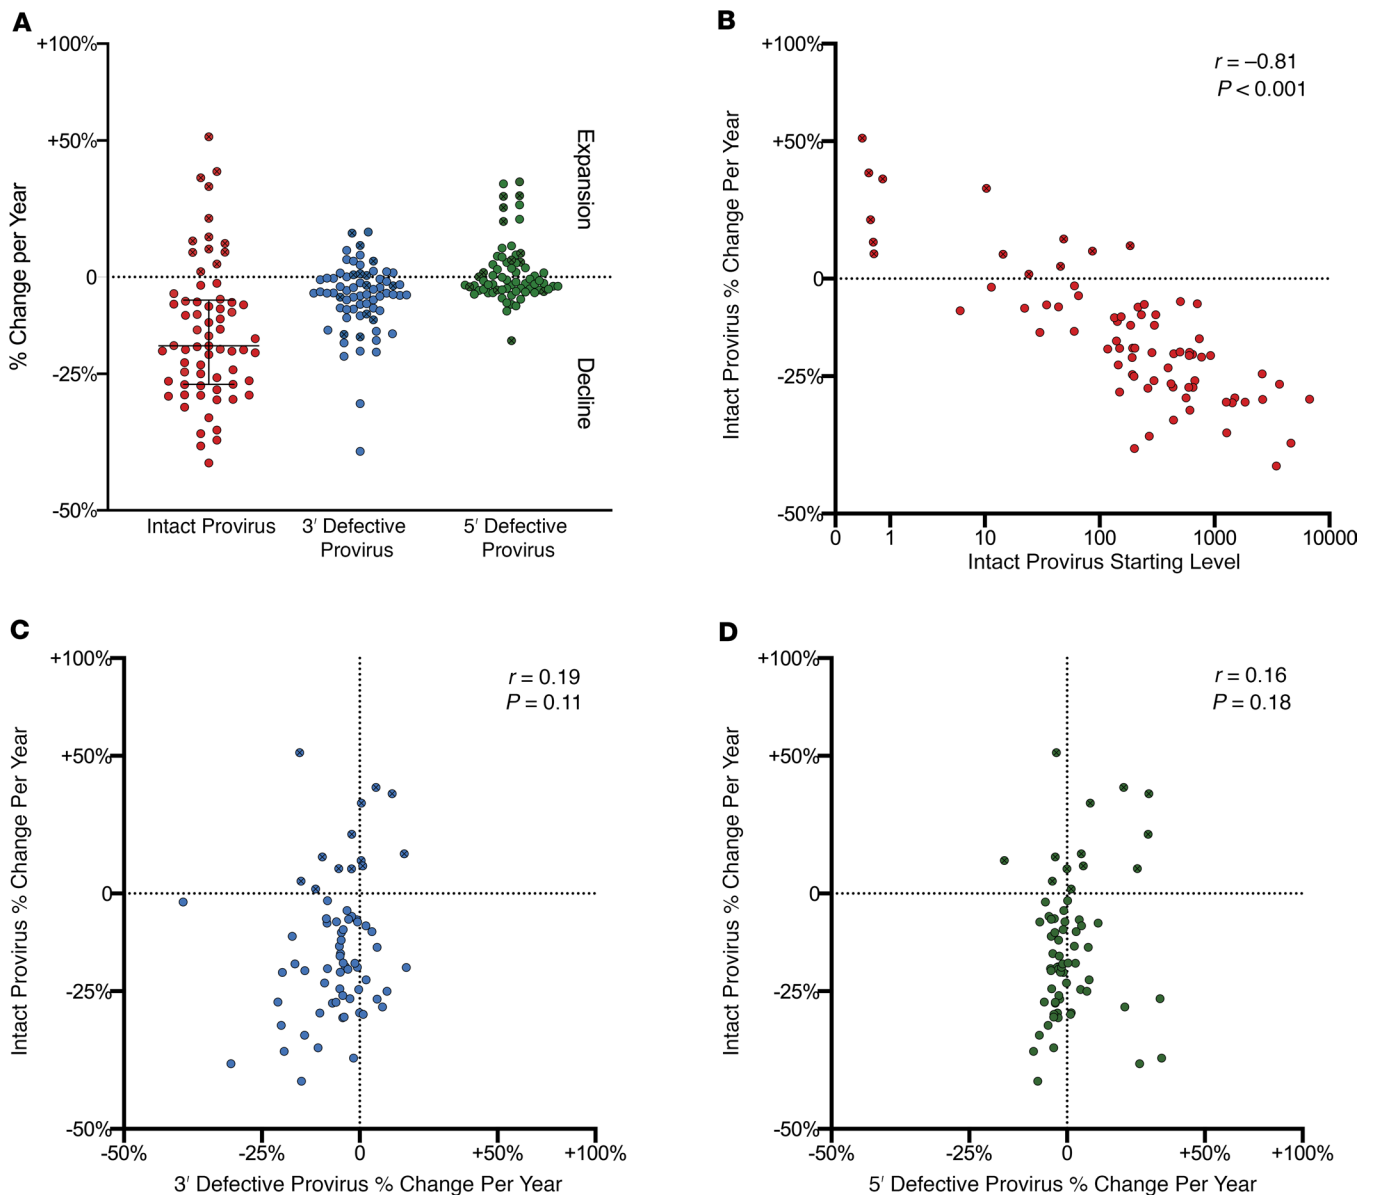 A
+100%
+50%
0
-25%
-50%
% Change per Year
Expansion
Decline
Intact Provirus
3′ Defective
Provirus
5′ Defective
Provirus
B
+100%
+50%
0
-25%
-50%
Intact Provirus % Change Per Year
r = –0.81
P < 0.001
0
1
10
100
1000
10000
Intact Provirus Starting Level
C
+100%
+50%
0
-25%
-50%
Intact Provirus % Change Per Year
r = 0.19
P = 0.11
-50%
-25%
0
+50%
+100%
3′ Defective Provirus % Change Per Year
D
+100%
+50%
0
-25%
-50%
Intact Provirus % Change Per Year
r = 0.16
P = 0.18
-50%
-25%
0
+50%
+100%
5′ Defective Provirus % Change Per Year